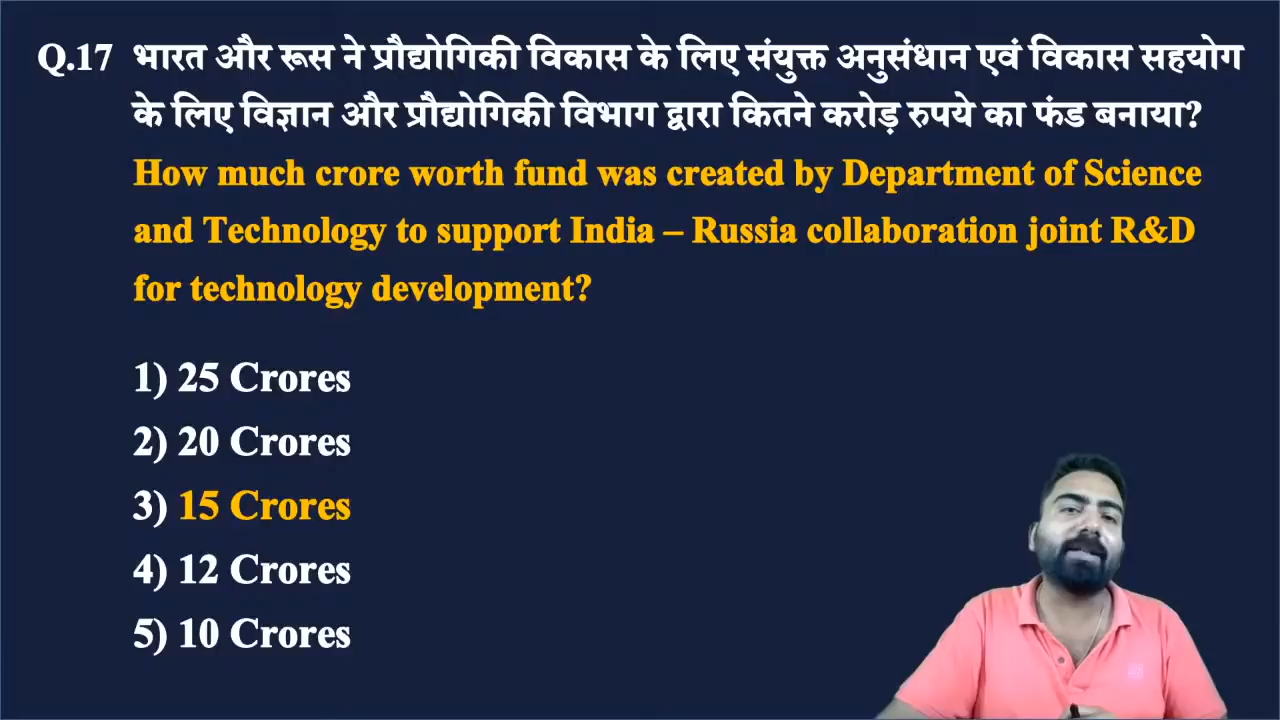 Q.17 भारत और रूस ने प्रौद्योगिकी विकास के लिए संयुक्त अनुसंधान एवं विकास सहयोग
के लिए विज्ञान और प्रौद्योगिकी विभाग द्वारा कितने करोड़ रुपये का फंड बनाया?
How much crore worth fund was created by Department of Science
and Technology to support India – Russia collaboration joint R&D
for technology development?
1) 25 Crores
2) 20 Crores
3) 15 Crores
4) 12 Crores
5) 10 Crores